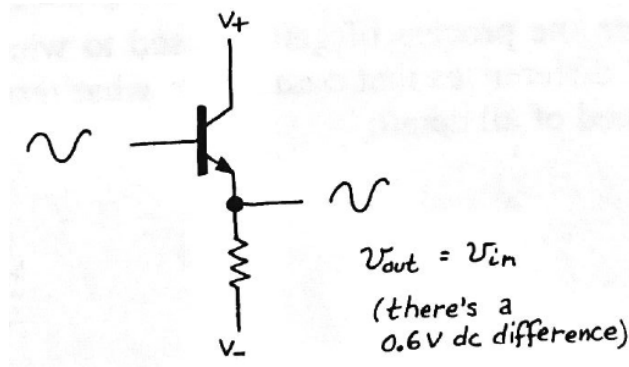 V+
Vout = Vin
(there's a
0.6V dc difference)
V-